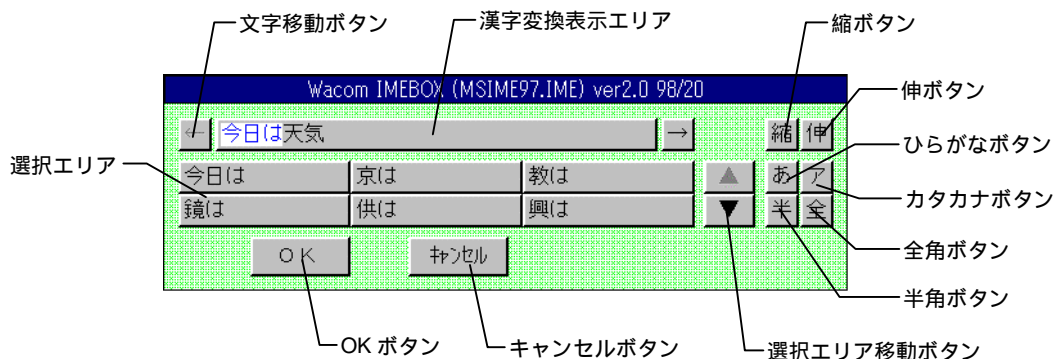 文字移動ボタン
漢字変換表示エリア
縮ボタン
Wacom IMEBOX (MSIME97.IME) ver2.0 98/20
伸ボタン
← 今日は天気 → 縮 伸
ひらがなボタン
選択エリア
今日は 京は 教は ▲ あ ア
カタカナボタン
鏡は 供は 興は ▼ 半 全
全角ボタン
OK キャンセル
半角ボタン
OK ボタン
キャンセルボタン
選択エリア移動ボタン